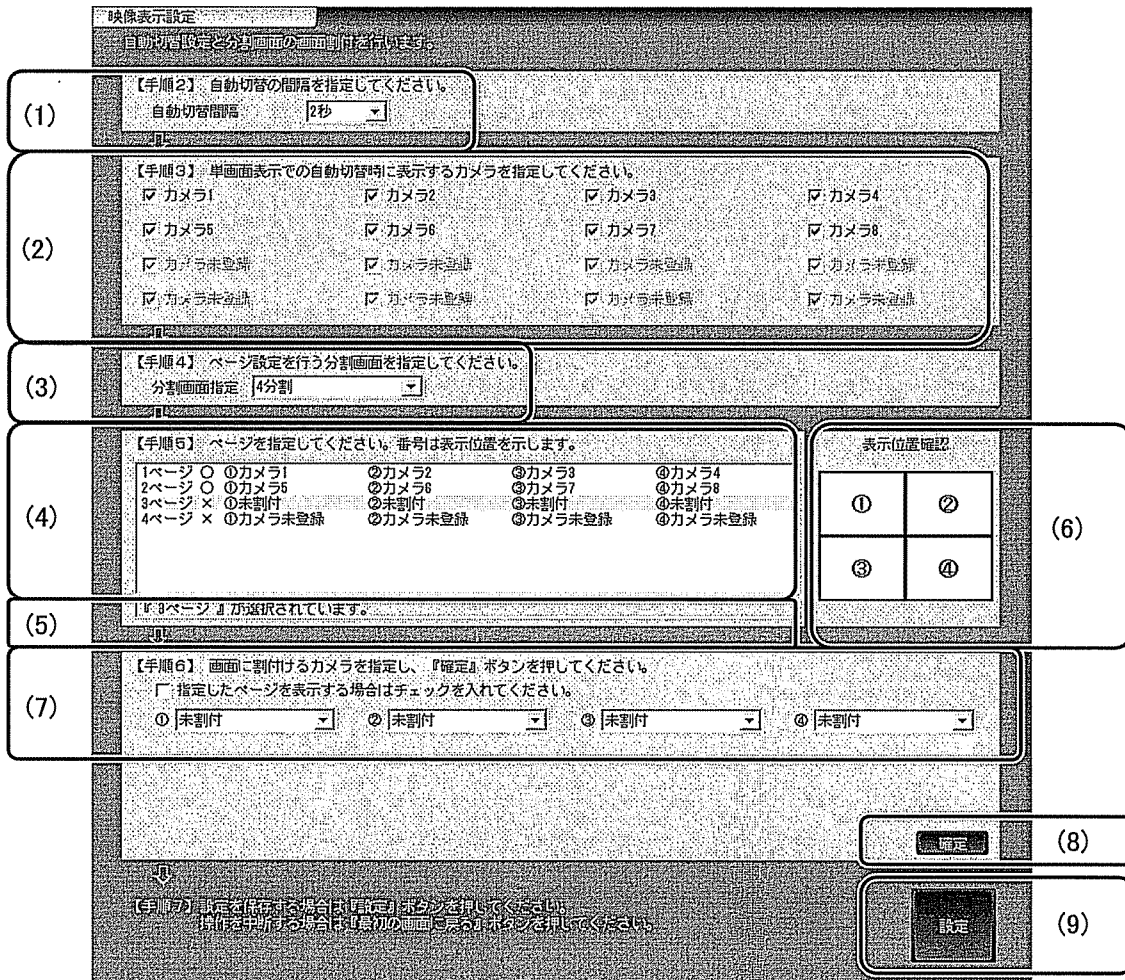 映像表示設定
自動切替設定と分割画面の画面割付を行います。
(1)
【手順2】 自動切替の間隔を指定してください。
自動切替間隔 2秒
(2)
【手順3】 単画面表示での自動切替時に表示するカメラを指定してください。
カメラ1 カメラ2 カメラ3 カメラ4
カメラ5 カメラ6 カメラ7 カメラ8
カメラ未登録 カメラ未登録 カメラ未登録 カメラ未登録
カメラ未登録 カメラ未登録 カメラ未登録 カメラ未登録
(3)
【手順4】 ページ設定を行う分割画面を指定してください。
分割画面指定 4分割
(4)
【手順5】 ページを指定してください。番号は表示位置を示します。
1ページ ○ ①カメラ1 ②カメラ2 ③カメラ3 ④カメラ4
2ページ ○ ①カメラ5 ②カメラ6 ③カメラ7 ④カメラ8
3ページ × ①未割付 ②未割付 ③未割付 ④未割付
4ページ × ①カメラ未登録 ②カメラ未登録 ③カメラ未登録 ④カメラ未登録
(5)
『 3ページ 』が選択されています。
表示位置確認
① ②
③ ④
(6)
(7)
【手順6】 画面に割付けるカメラを指定し、『確定』ボタンを押してください。
指定したページを表示する場合はチェックを入れてください。
① 未割付 ② 未割付 ③ 未割付 ④ 未割付
確定
(8)
【手順7】 設定を保存する場合は『設定』ボタンを押してください。
操作を中断する場合は『最初の画面に戻る』ボタンを押してください。
設定
(9)